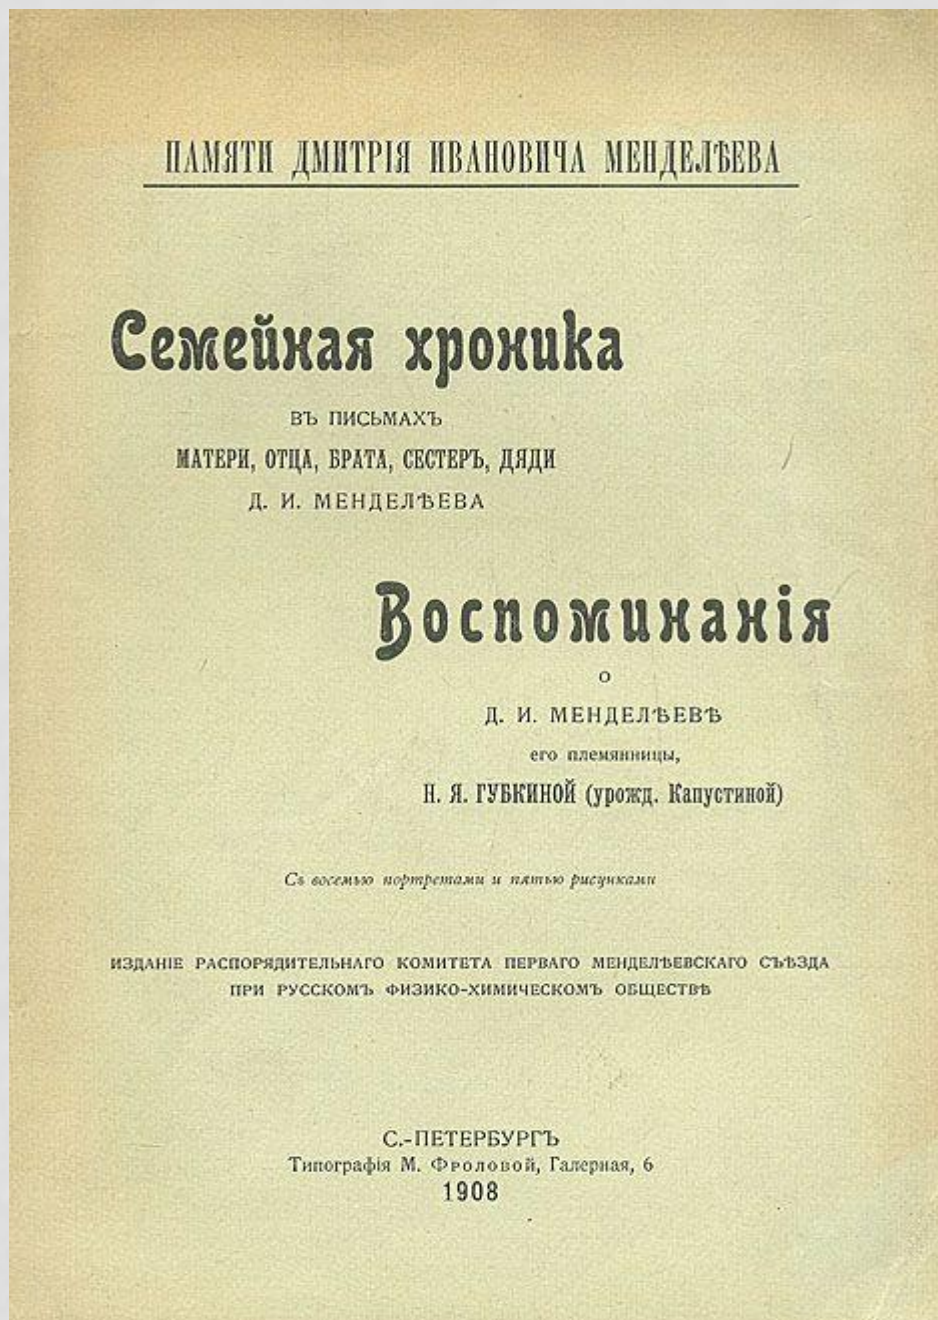 ПАМЯТИ ДМИТРІЯ ИВАНОВИЧА МЕНДЕЛѢЕВА
Семейная хроника
ВЪ ПИСЬМАХЪ
МАТЕРИ, ОТЦА, БРАТА, СЕСТЕРЪ, ДЯДИ
Д. И. МЕНДЕЛѢЕВА
Воспоминанія
О
Д. И. МЕНДЕЛѢЕВѢ
его племянницы,
Н. Я. ГУБКИНОЙ (урожд. Капустиной)
Съ восемью портретами и пятью рисунками
ИЗДАНІЕ РАСПОРЯДИТЕЛЬНАГО КОМИТЕТА ПЕРВАГО МЕНДЕЛѢЕВСКАГО СЪѢЗДА
ПРИ РУССКОМЪ ФИЗИКО-ХИМИЧЕСКОМЪ ОБЩЕСТВѢ
С.-ПЕТЕРБУРГЪ
Типографія М. Фроловой, Галерная, 6
1908